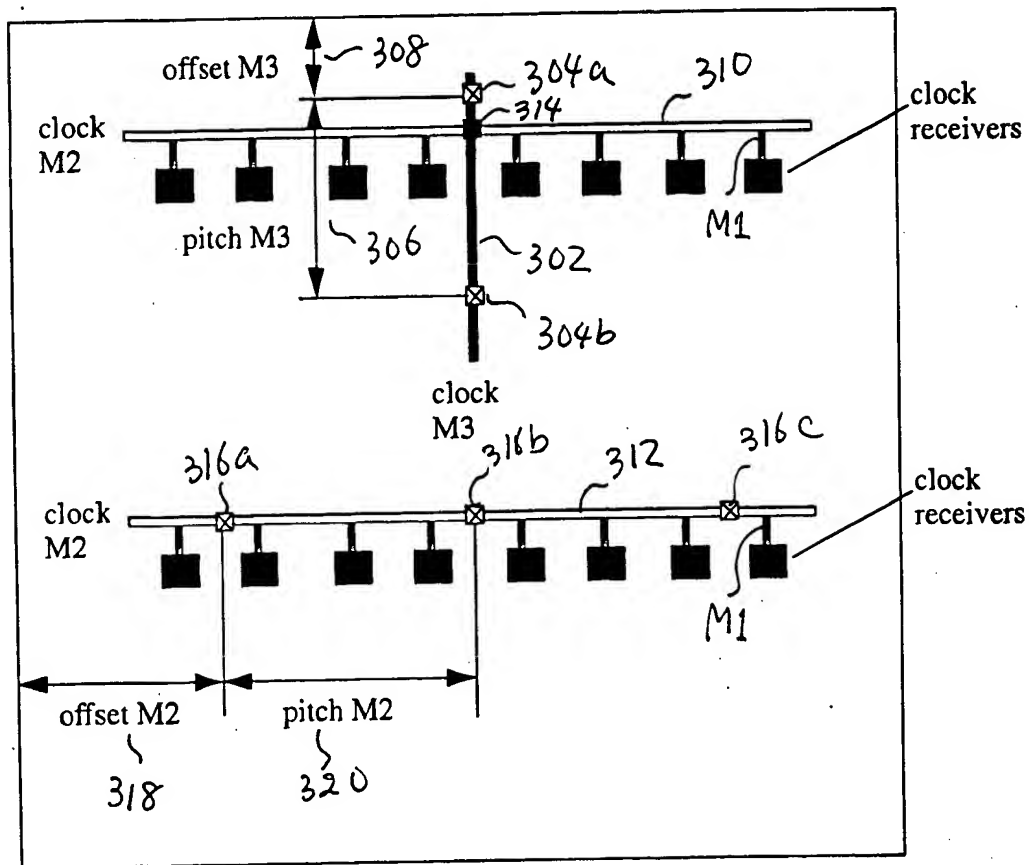 offset M3
308
304a
314
310
clock
receivers
clock
M2
M1
pitch M3
306
302
304b
clock
M3
316a
316b
312
316c
clock
M2
clock
receivers
M1
offset M2
pitch M2
318
320